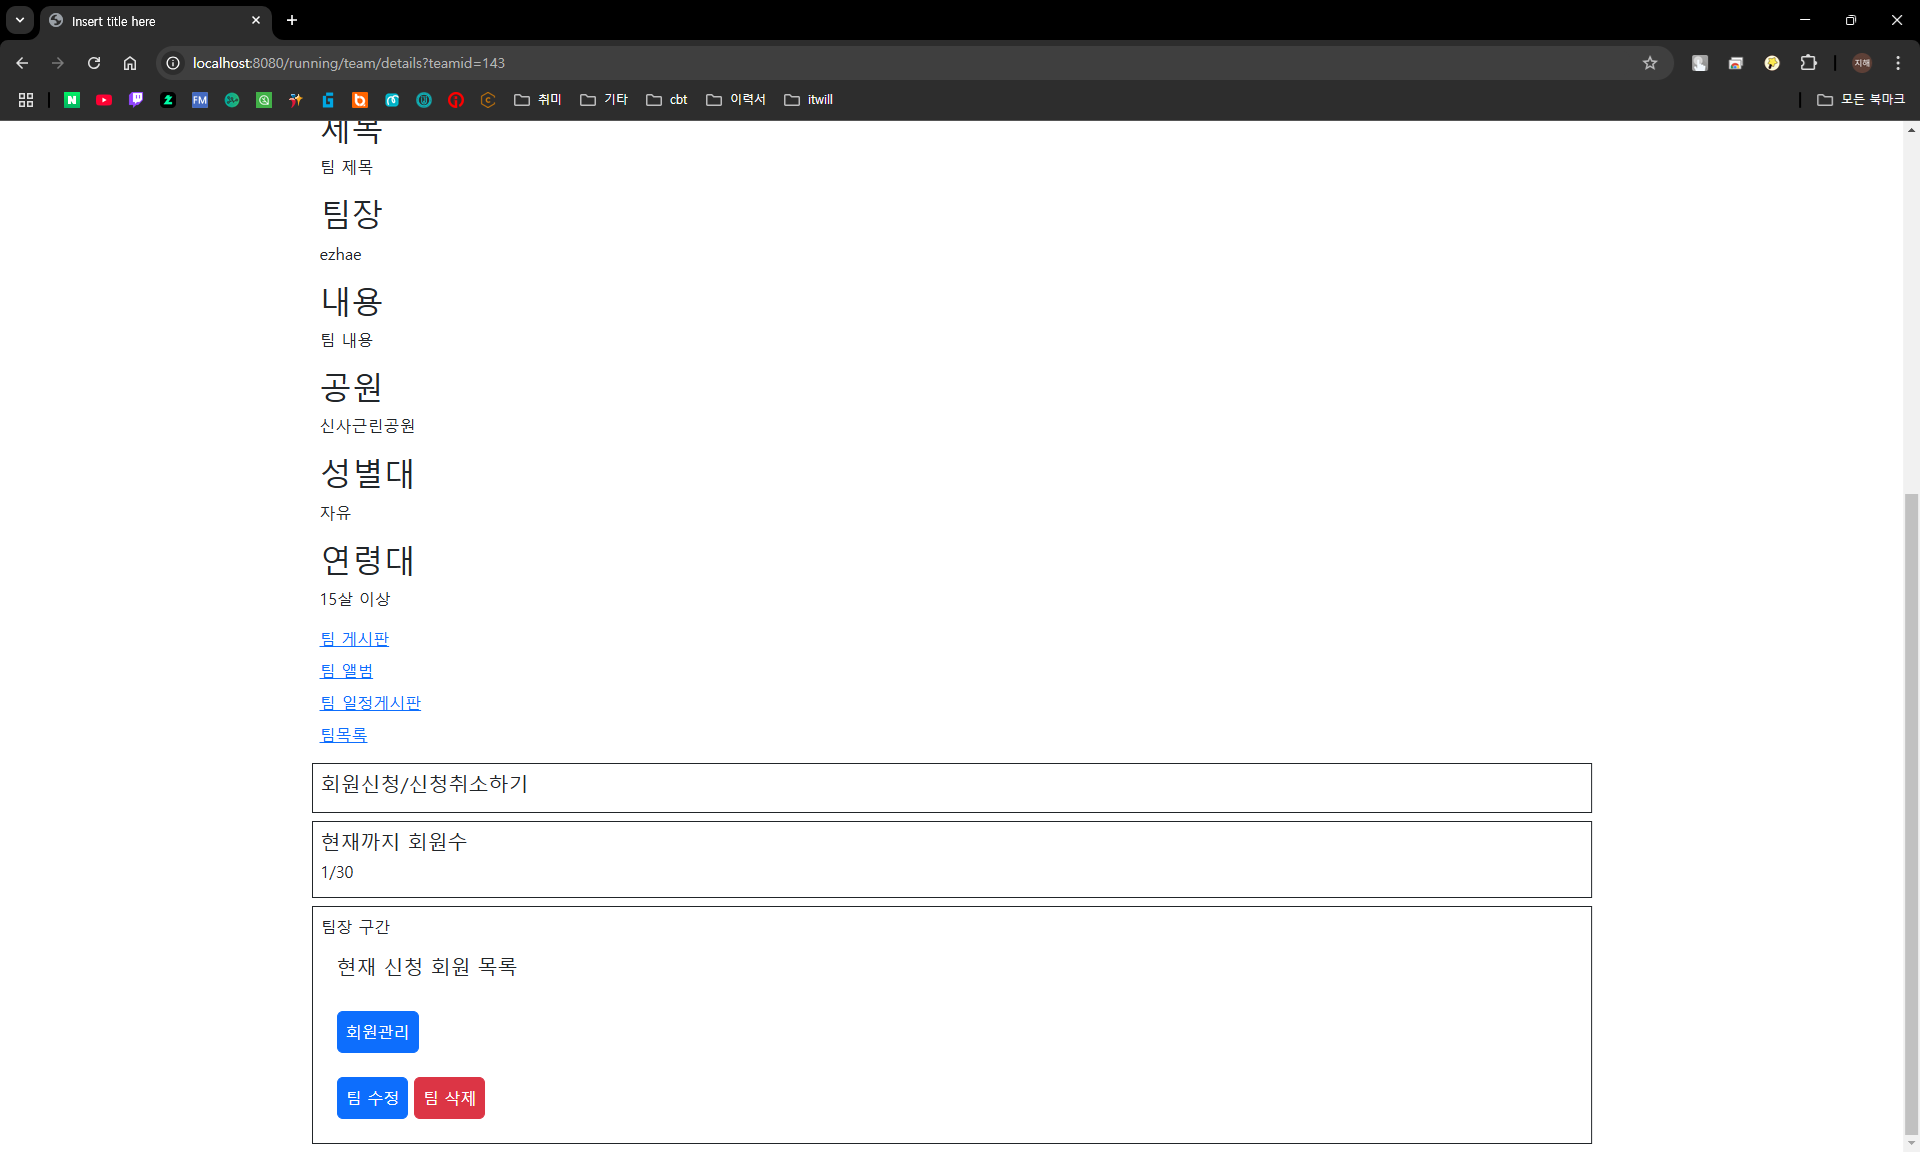 Insert title here
localhost:8080/running/team/details?teamid=143
지해
FM
취미
기타
cbt
이력서
itwill
모든 북마크
제목
팀 제목
팀장
ezhae
내용
팀 내용
공원
신사근린공원
성별대
자유
연령대
15살 이상
팀 게시판
팀 앨범
팀 일정게시판
팀목록
회원신청/신청취소하기
현재까지 회원수
1/30
팀장 구간
현재 신청 회원 목록
회원관리
팀 수정 팀 삭제